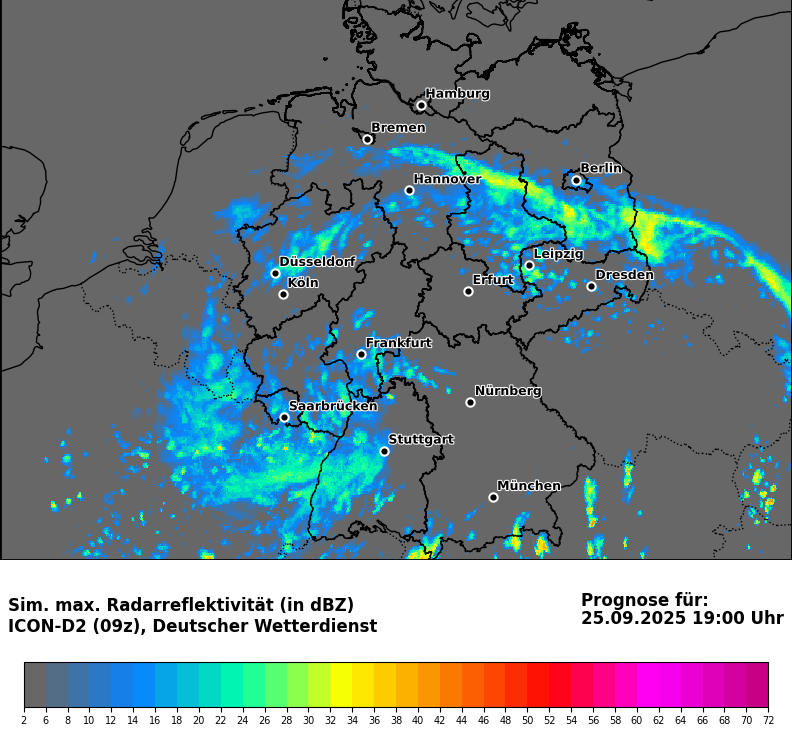 Hamburg
Bremen
Berlin
Hannover
Leipzig
Düsseldorf
Dresden
Köln
Erfurt
Frankfurt
Nürnberg
Saarbrücken
Stuttgart
München
Sim. max. Radarreflektivität (in dBZ)
ICON-D2 (09z), Deutscher Wetterdienst
Prognose für:
25.09.2025 19:00 Uhr
2 6 8 10 12 14 16 18 20 22 24 26 28 30 32 34 36 38 40 42 44 46 48 50 52 54 56 58 60 62 64 66 68 70 72